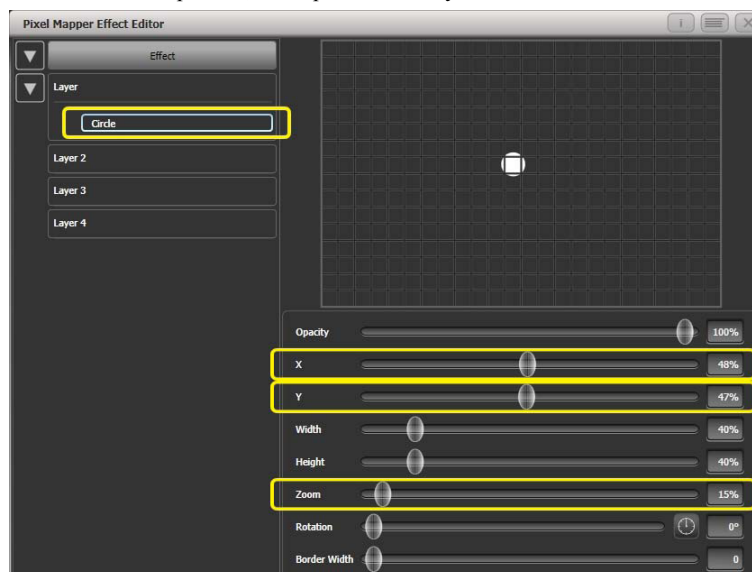 Pixel Mapper Effect Editor
Effect
Layer
Circle
Layer 2
Layer 3
Layer 4
Opacity 100%
X 48%
Y 47%
Width 40%
Height 40%
Zoom 15%
Rotation 0°
Border Width 0